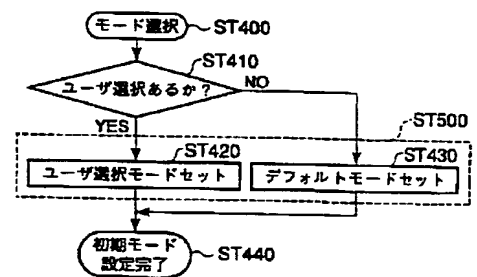 モード選択 ST400
ST410
ユーザ選択あるか? NO
YES ST500
ST420 ST430
ユーザ選択モードセット デフォルトモードセット
初期モード
設定完了 ST440